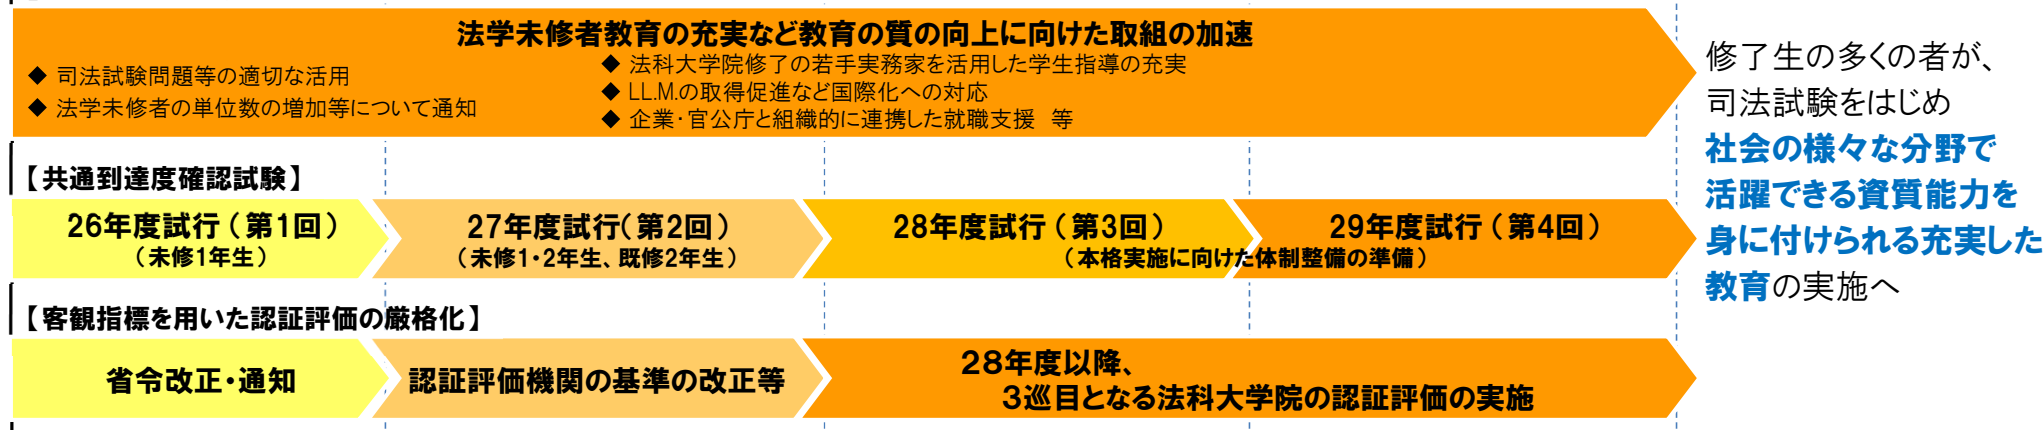 法学未修者教育の充実など教育の質の向上に向けた取組の加速
◆ 司法試験問題等の適切な活用
◆ 法学未修者の単位数の増加等について通知
◆ 法科大学院修了の若手実務家を活用した学生指導の充実
◆ LL.M.の取得促進など国際化への対応
◆ 企業・官公庁と組織的に連携した就職支援　等
修了生の多くの者が、
司法試験をはじめ
社会の様々な分野で
活躍できる資質能力を
身に付けられる充実した
教育の実施へ
【共通到達度確認試験】
26年度試行（第1回）
（未修1年生）
27年度試行（第2回）
（未修1・2年生、既修2年生）
28年度試行（第3回）
29年度試行（第4回）
（本格実施に向けた体制整備の準備）
【客観指標を用いた認証評価の厳格化】
省令改正・通知
認証評価機関の基準の改正等
28年度以降、
3巡目となる法科大学院の認証評価の実施